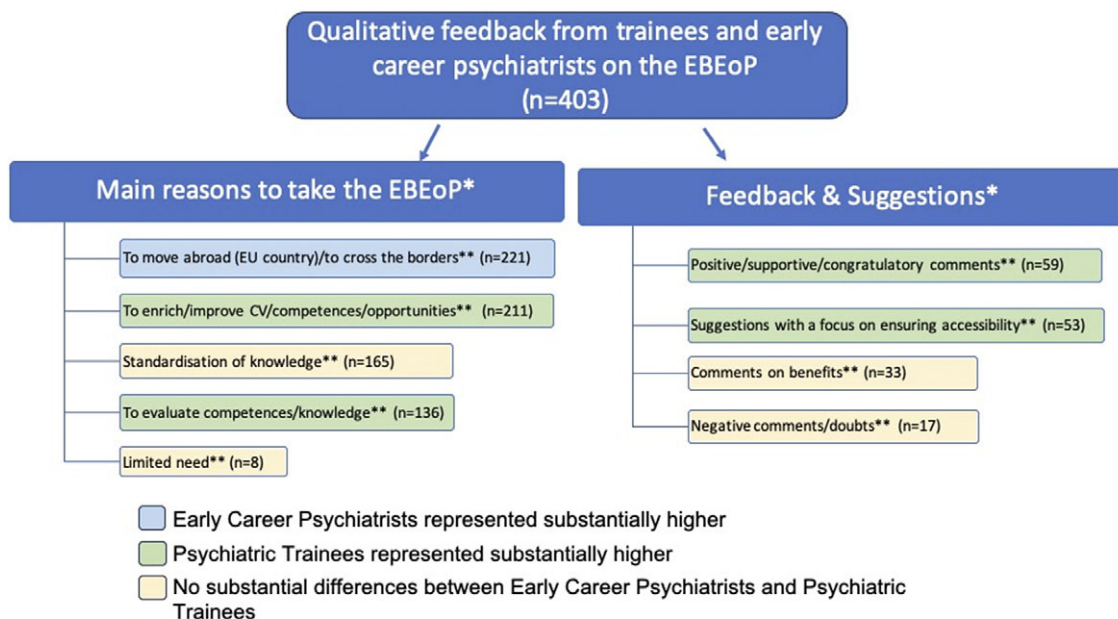 Qualitative feedback from trainees and early
career psychiatrists on the EBEoP
(n=403)
Main reasons to take the EBEoP*
To move abroad (EU country)/to cross the borders** (n=221)
To enrich/improve CV/competences/opportunities** (n=211)
Standardisation of knowledge** (n=165)
To evaluate competences/knowledge** (n=136)
Limited need** (n=8)
Feedback & Suggestions*
Positive/supportive/congratulatory comments** (n=59)
Suggestions with a focus on ensuring accessibility** (n=53)
Comments on benefits** (n=33)
Negative comments/doubts** (n=17)
Early Career Psychiatrists represented substantially higher
Psychiatric Trainees represented substantially higher
No substantial differences between Early Career Psychiatrists and Psychiatric
Trainees